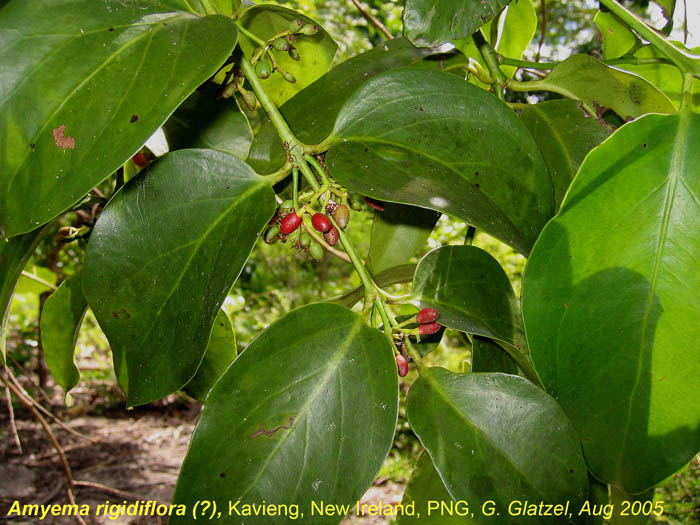 Amyema rigidiflora (?), Kavieng, New Ireland, PNG, G. Glatzel, Aug 2005